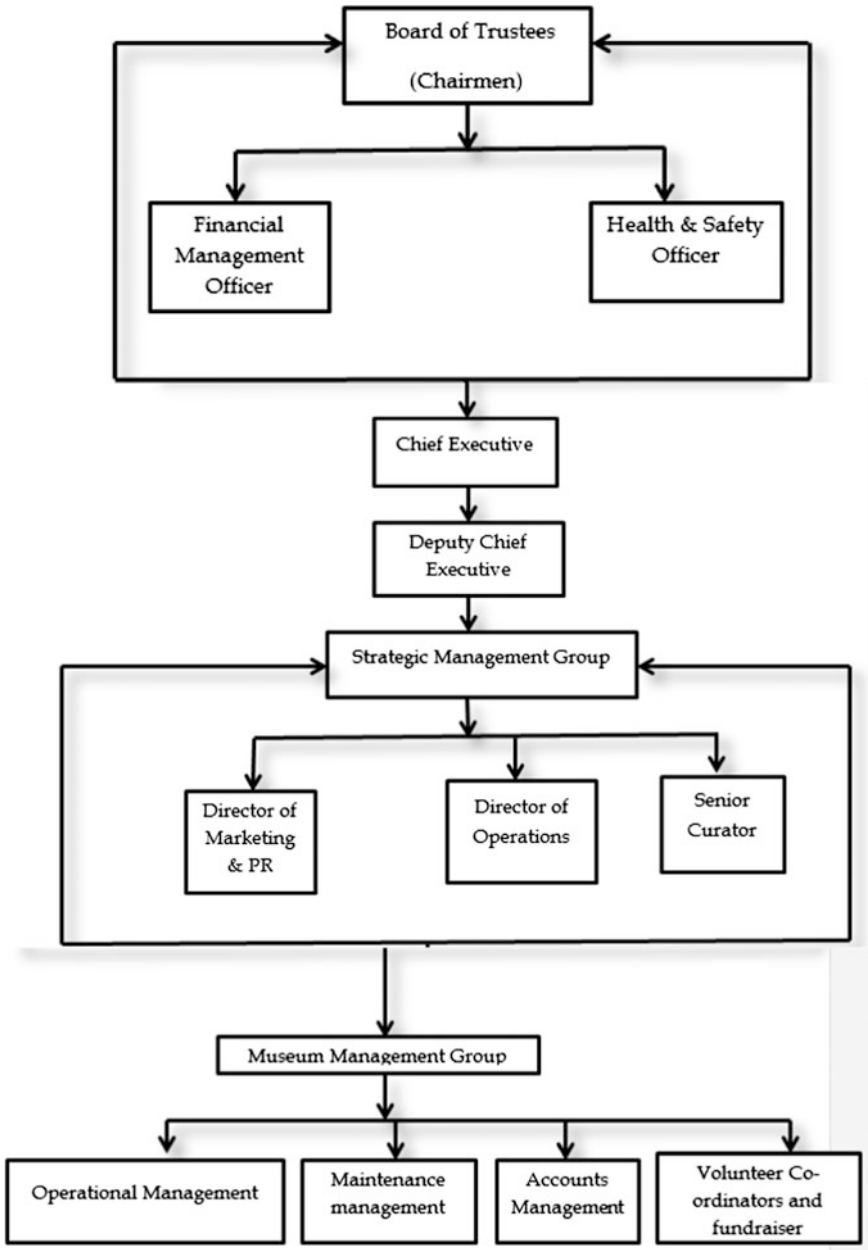 Board of Trustees
(Chairmen)
Financial
Management
Officer
Health & Safety
Officer
Chief Executive
Deputy Chief
Executive
Strategic Management Group
Director of
Marketing
& PR
Director of
Operations
Senior
Curator
Museum Management Group
Operational Management
Maintenance
management
Accounts
Management
Volunteer Co-
ordinators and
fundraiser